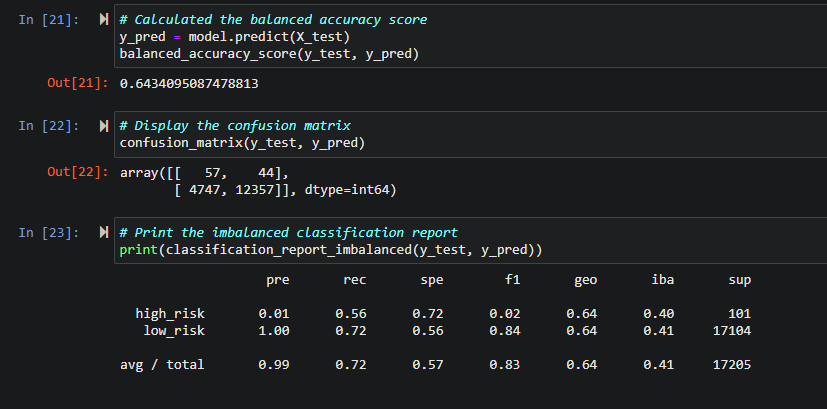 In [21]: # Calculated the balanced accuracy score
y_pred = model.predict(X_test)
balanced_accuracy_score(y_test, y_pred)
Out[21]: 0.6434095087478813
In [22]: # Display the confusion matrix
confusion_matrix(y_test, y_pred)
Out[22]: array([[   57,    44],
       [ 4747, 12357]], dtype=int64)
In [23]: # Print the imbalanced classification report
print(classification_report_imbalanced(y_test, y_pred))
pre rec spe f1 geo iba sup
high_risk 0.01 0.56 0.72 0.02 0.64 0.40 101
low_risk 1.00 0.72 0.56 0.84 0.64 0.41 17104
avg / total 0.99 0.72 0.57 0.83 0.64 0.41 17205